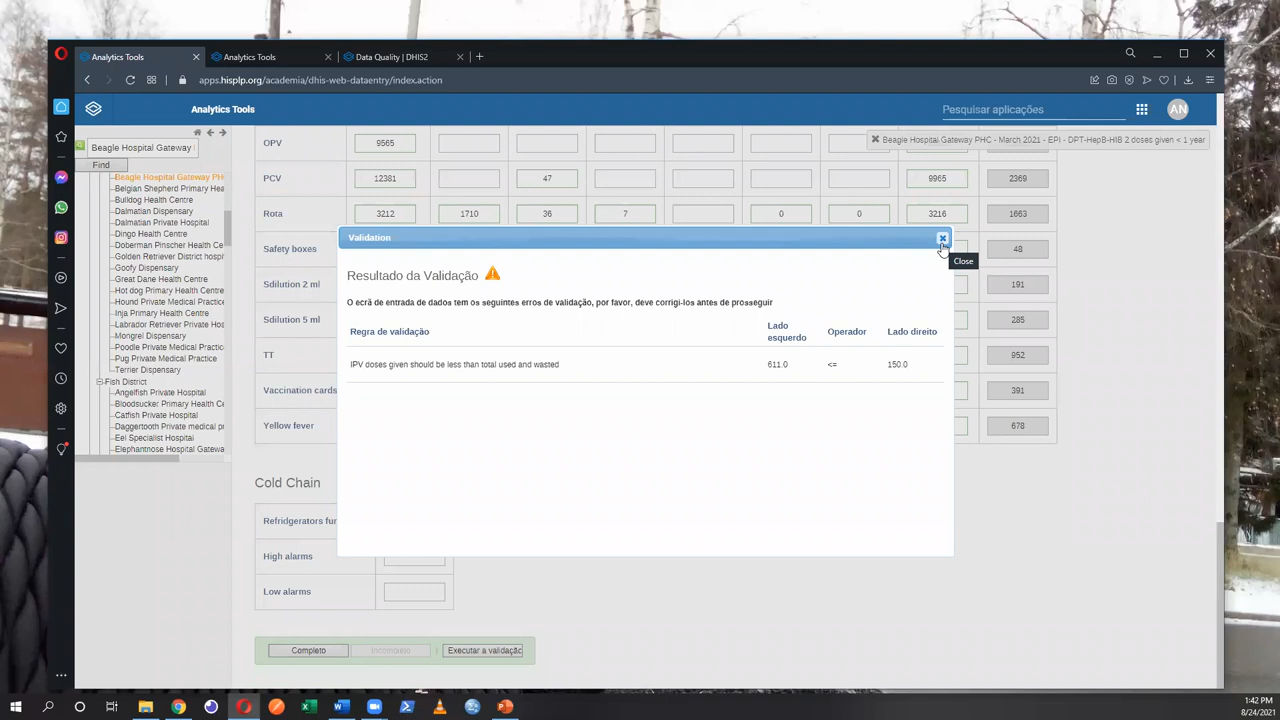 Analytics Tools
Analytics Tools
Data Quality | DHIS2
apps.hisplp.org/academia/dhis-web-dataentry/index.action
Analytics Tools
Pesquisar aplicações
AN
Beagle Hospital Gateway
Find
Beagle Hospital Gateway PHC - March 2021 - EPI - DPT-HepB-HIB 2 doses given < 1 year
Beagle Hospital Gateway PHC
Belgian Shepherd Primary Hea
Bulldog Health Centre
Dalmatian Dispensary
Dalmatian Private Hospital
Dingo Health Centre
Doberman Pinscher Health Ce
Golden Retriever District hospi
Goofy Dispensary
Great Dane Health Centre
Hot dog Primary Health Centre
Hound Private Medical Practice
Inja Primary Health Centre
Labrador Retriever Private Hos
Mongrel Dispensary
Poodle Private Medical Practice
Pug Private Medical Practice
Terrier Dispensary
Fish District
Angelfish Private Hospital
Bloodsucker Primary Health Ce
Catfish Private Hospital
Daggertooth Private medical pr
Eel Specialist Hospital
Elephantnose Hospital Gatewa
OPV 9565
PCV 12381 47 9965 2369
Rota 3212 1710 36 7 0 0 3216 1663
Safety boxes 48
Sdilution 2 ml 191
Sdilution 5 ml 285
TT 952
Vaccination cards 391
Yellow fever 678
Validation
Close
Resultado da Validação
O ecrã de entrada de dados tem os seguintes erros de validação, por favor, deve corrigi-los antes de prosseguir
Regra de validação Lado esquerdo Operador Lado direito
IPV doses given should be less than total used and wasted 611.0 <= 150.0
Cold Chain
Refridgerators fun
High alarms
Low alarms
Completo
Executar a validação
1:42 PM
8/24/2021